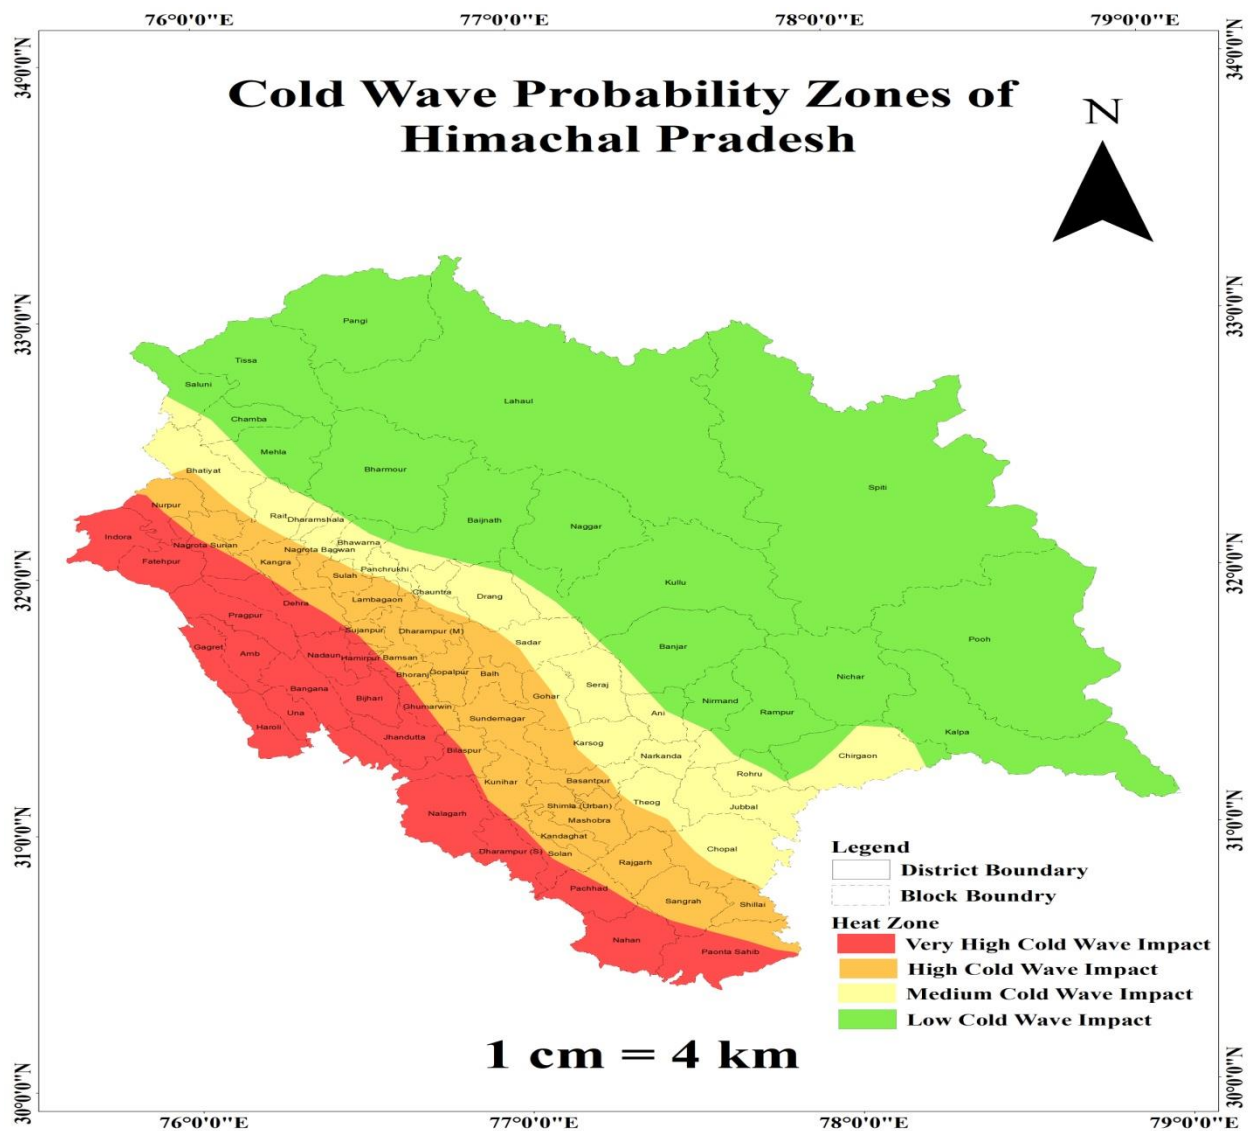 76°0'0"E 77°0'0"E 78°0'0"E 79°0'0"E
34°0'0"N
34°0'0"N
Cold Wave Probability Zones of
Himachal Pradesh
N
33°0'0"N
33°0'0"N
Pangi
Tissa
Saluni
Lahaul
Chamba
Mehla
Bharmour
Bhatiyat
Spiti
Nurpur
Rait
Dharamshala
Baijnath
Naggar
Indora
Nagrota Surian
Bhawarna
Nagrota Bagwan
Fatehpur
Kangra
Panchrukhi
32°0'0"N
32°0'0"N
Sulah
Kullu
Chauntra
Drang
Lambagaon
Dehra
Pragpur
Sujanpur
Dharampur (M)
Pooh
Sadar
Gagret
Amb
Nadaun
Hamirpur
Bamsan
Banjar
Bhoranj
Gopalpur
Balh
Nichar
Bangana
Bijhari
Seraj
Gohar
Nirmand
Ghumarwin
Una
Ani
Rampur
Haroli
Sundernagar
Jhandutta
Karsog
Kalpa
Bilaspur
Narkanda
Chirgaon
Kunihar
Basantpur
Rohru
Nalagarh
Shimla (Urban)
Theog
Jubbal
Mashobra
31°0'0"N
31°0'0"N
Kandaghat
Dharampur (S)
Solan
Chopal
Rajgarh
Pachhad
Sangrah
Shillai
Nahan
Paonta Sahib
Legend
District Boundary
Block Boundry
Heat Zone
Very High Cold Wave Impact
High Cold Wave Impact
Medium Cold Wave Impact
Low Cold Wave Impact
1 cm = 4 km
30°0'0"N
30°0'0"N
76°0'0"E 77°0'0"E 78°0'0"E 79°0'0"E